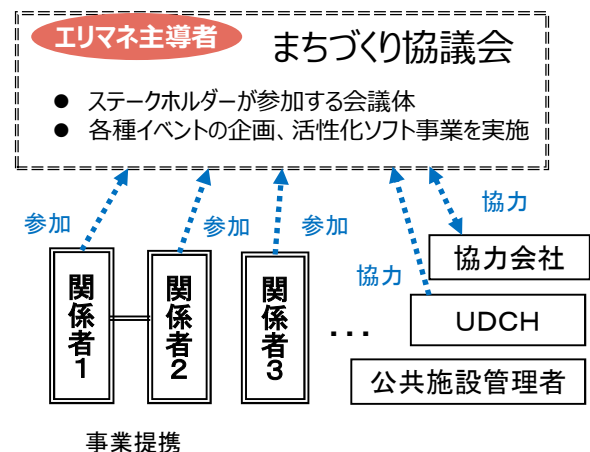 エリマネ主導者
まちづくり協議会
● ステークホルダーが参加する会議体
● 各種イベントの企画、活性化ソフト事業を実施
参加
参加
参加
協力
協力
関係者1
関係者2
関係者3
...
協力会社
UDCH
公共施設管理者
事業提携